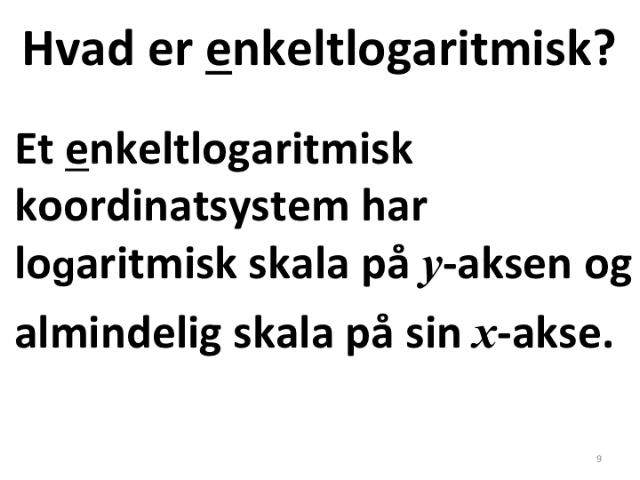 Hvad er enkeltlogaritmisk?
Et enkeltlogaritmisk
koordinatsystem har
logaritmisk skala på y-aksen og
almindelig skala på sin x-akse.
9